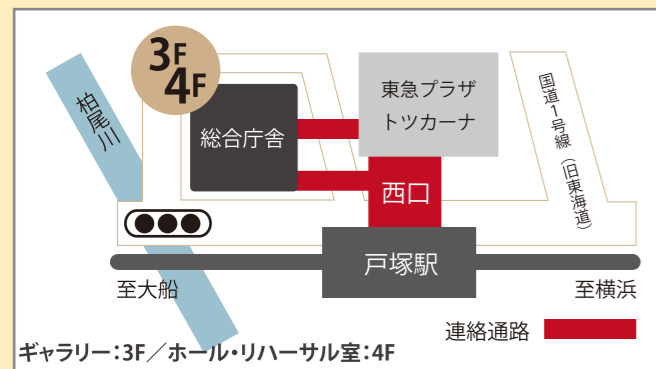 3F
4F
柏尾川
総合庁舎
東急プラザ
トツカーナ
国道1号線(旧東海道)
西口
戸塚駅
至大船
至横浜
連絡通路
ギャラリー:3F/ホール・リハーサル室:4F